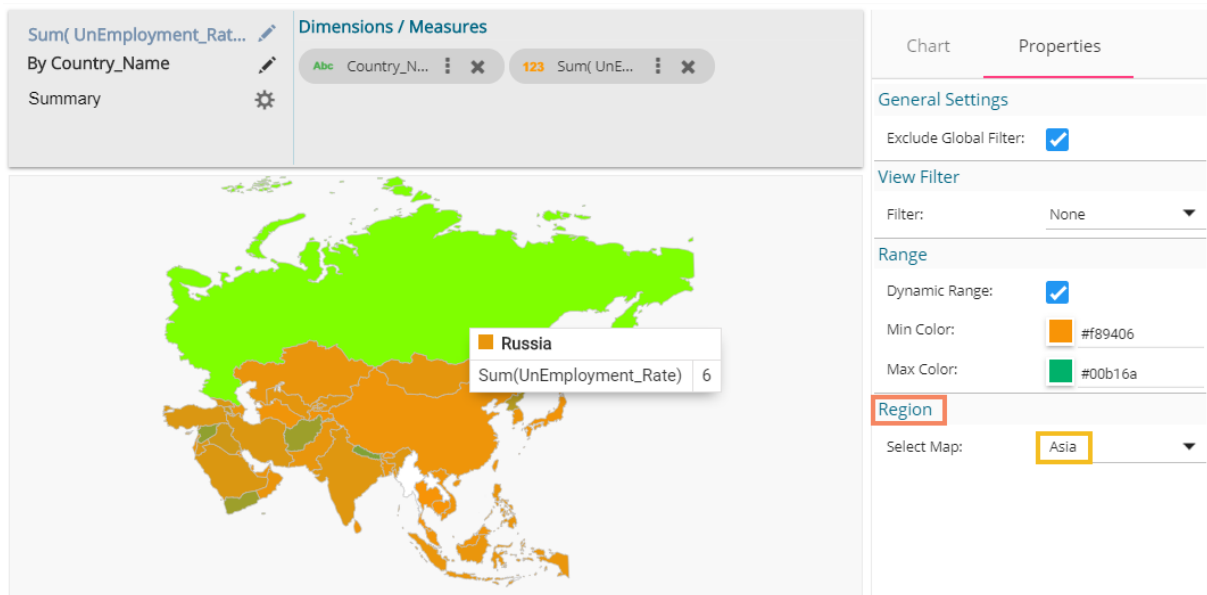 Sum( UnEmployment_Rat...
By Country_Name
Summary
Dimensions / Measures
Abc Country_N...
123 Sum( UnE...
Chart Properties
General Settings
Exclude Global Filter:
View Filter
Filter: None
Range
Dynamic Range:
Min Color: #f89406
Max Color: #00b16a
Region
Select Map: Asia
Russia
Sum(UnEmployment_Rate) 6